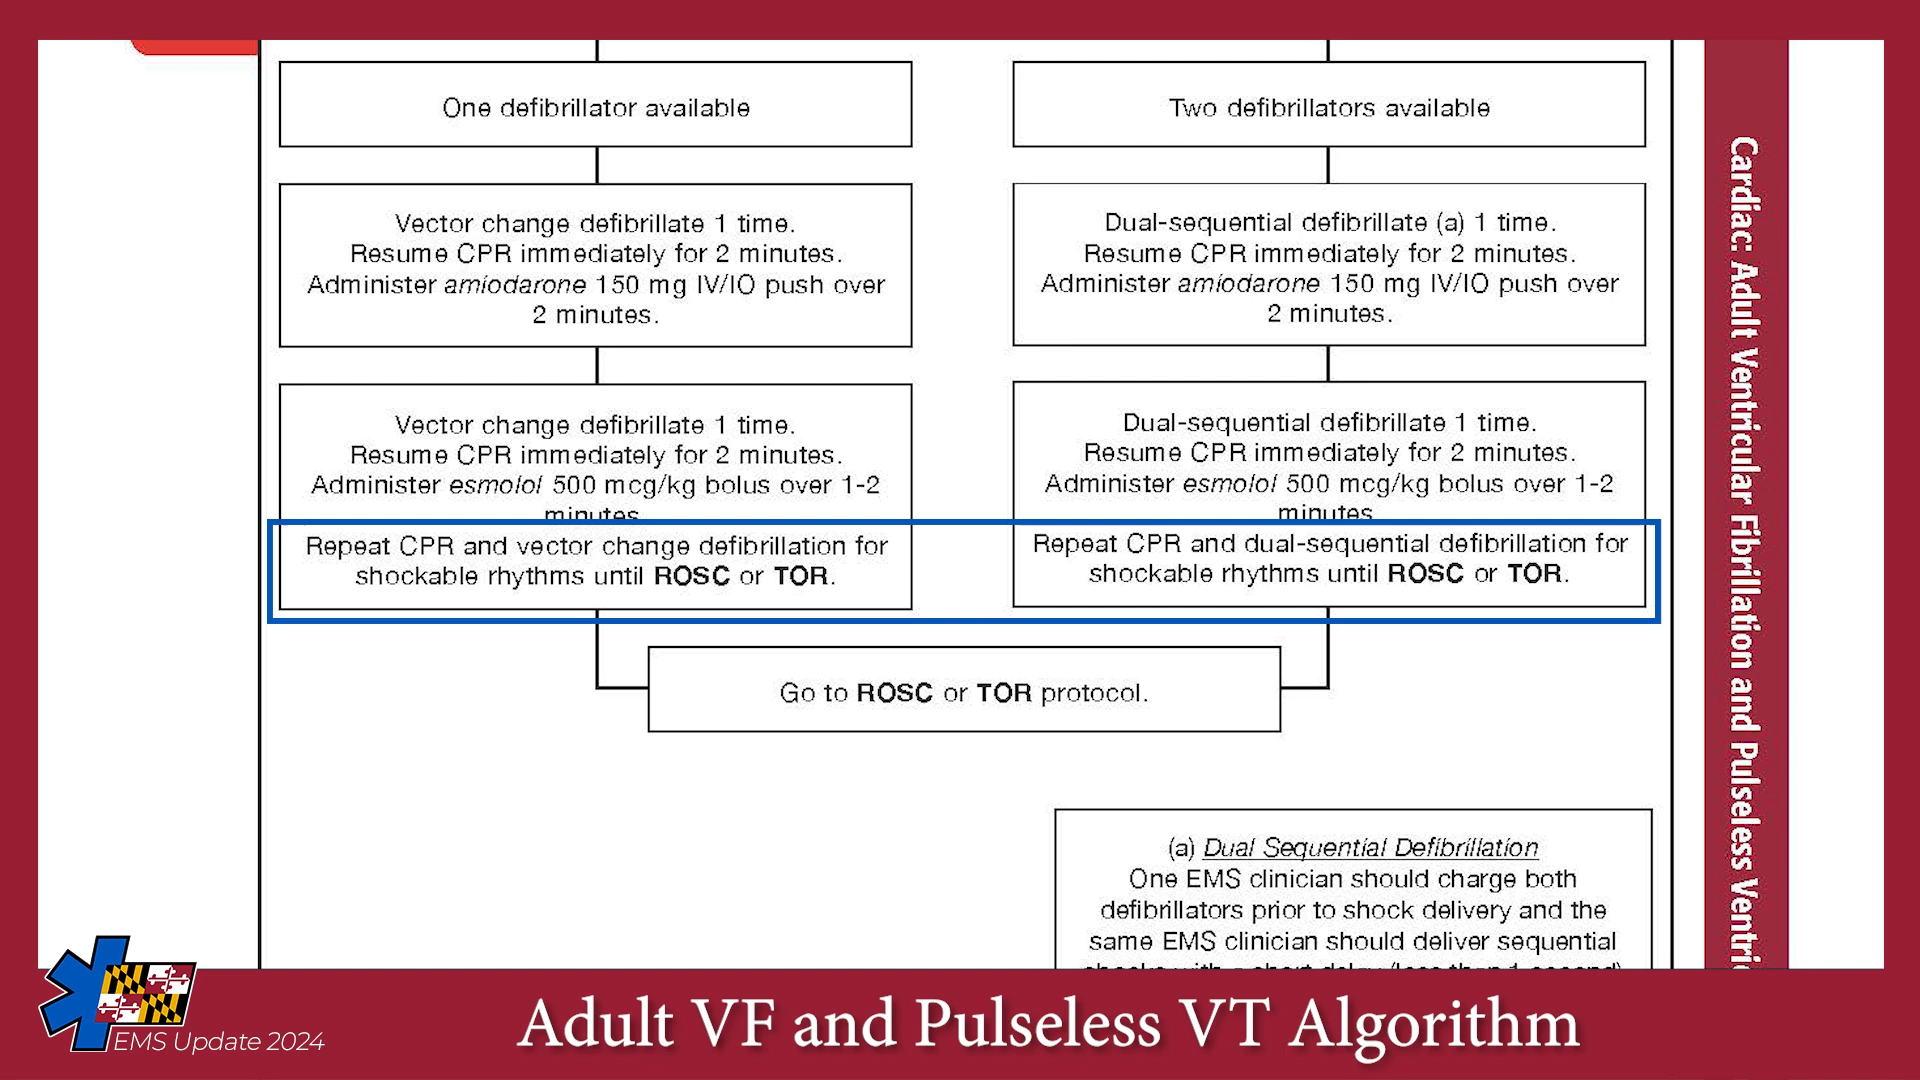 One defibrillator available
Vector change defibrillate 1 time.
Resume CPR immediately for 2 minutes.
Administer amiodarone 150 mg IV/IO push over
2 minutes.
Vector change defibrillate 1 time.
Resume CPR immediately for 2 minutes.
Administer esmolol 500 mcg/kg bolus over 1-2
minutes
Repeat CPR and vector change defibrillation for
shockable rhythms until ROSC or TOR.
Two defibrillators available
Dual-sequential defibrillate (a) 1 time.
Resume CPR immediately for 2 minutes.
Administer amiodarone 150 mg IV/IO push over
2 minutes.
Dual-sequential defibrillate 1 time.
Resume CPR immediately for 2 minutes.
Administer esmolol 500 mcg/kg bolus over 1-2
minutes
Repeat CPR and dual-sequential defibrillation for
shockable rhythms until ROSC or TOR.
Go to ROSC or TOR protocol.
(a) Dual Sequential Defibrillation
One EMS clinician should charge both
defibrillators prior to shock delivery and the
same EMS clinician should deliver sequential
shocks with a short delay (less than 1 second)
Cardiac: Adult Ventricular Fibrillation and Pulseless Ventri
EMS Update 2024
Adult VF and Pulseless VT Algorithm